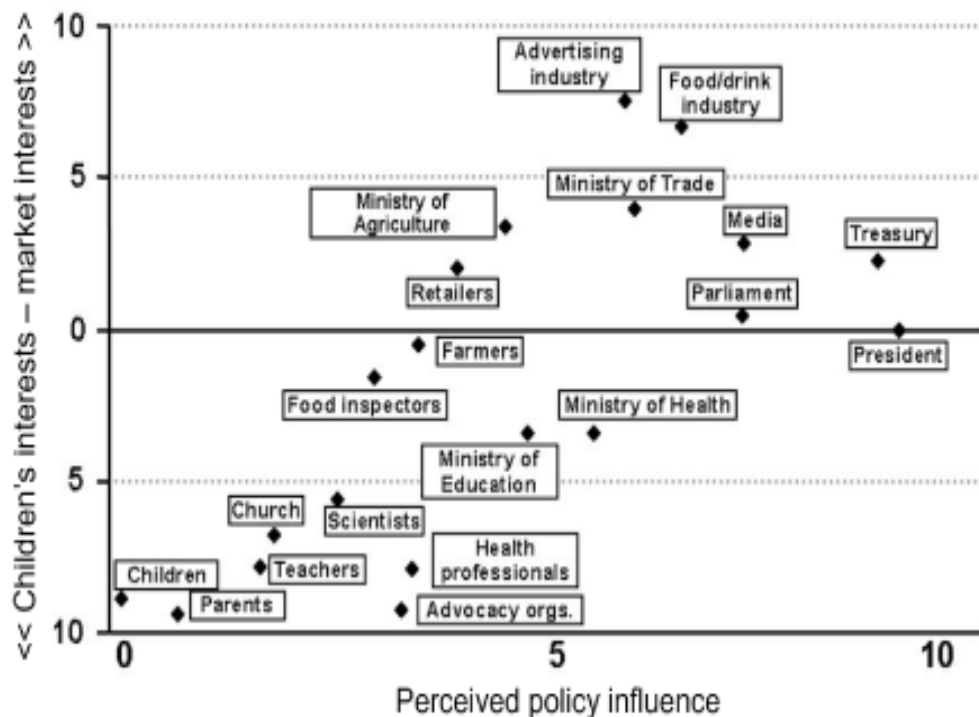 << Children's interests – market interests >>
10
Advertising
industry
Food/drink
industry
5
Ministry of Trade
Ministry of
Agriculture
Media
Treasury
Retailers
Parliament
0
Farmers
President
Food inspectors
Ministry of Health
Ministry of
Education
5
Church
Scientists
Health
professionals
Children
Teachers
Parents
Advocacy orgs.
10
0
5
10
Perceived policy influence